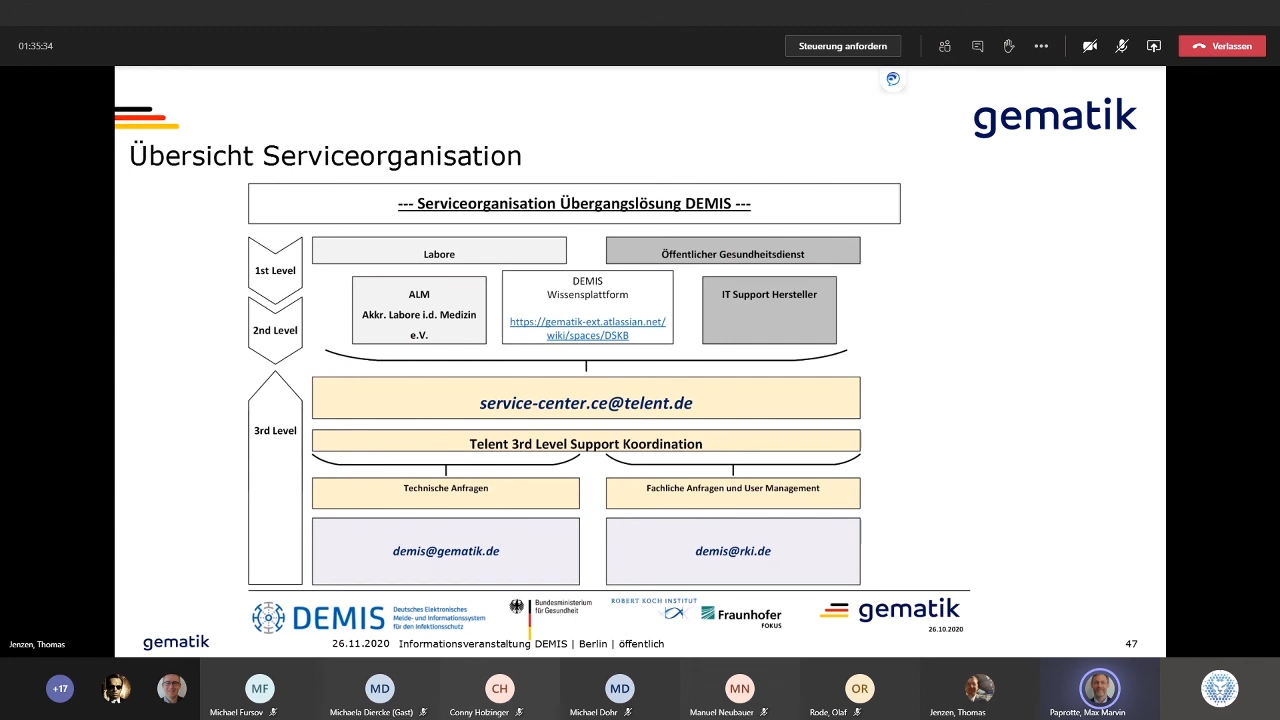 01:35:34
Steuerung anfordern
Verlassen
gematik
Übersicht Serviceorganisation
--- Serviceorganisation Übergangslösung DEMIS ---
1st Level
2nd Level
3rd Level
Labore
Öffentlicher Gesundheitsdienst
ALM
Akkr. Labore i.d. Medizin
e.V.
DEMIS
Wissensplattform
https://gematik-ext.atlassian.net/
wiki/spaces/DSKB
IT Support Hersteller
service-center.ce@telent.de
Telent 3rd Level Support Koordination
Technische Anfragen
Fachliche Anfragen und User Management
demis@gematik.de
demis@rki.de
DEMIS
Deutsches Elektronisches
Melde- und Informationssystem
für den Infektionsschutz
Bundesministerium
für Gesundheit
ROBERT KOCH INSTITUT
Fraunhofer
FOKUS
gematik
26.10.2020
Jenzen, Thomas
gematik
26.11.2020 Informationsveranstaltung DEMIS | Berlin | öffentlich
47
+17
MF
Michael Fursov
MD
Michaela Diercke (Gast)
CH
Conny Holzinger
MD
Michael Dohr
MN
Manuel Neubauer
OR
Rode, Olaf
Jenzen, Thomas
Paprotte, Max Marvin